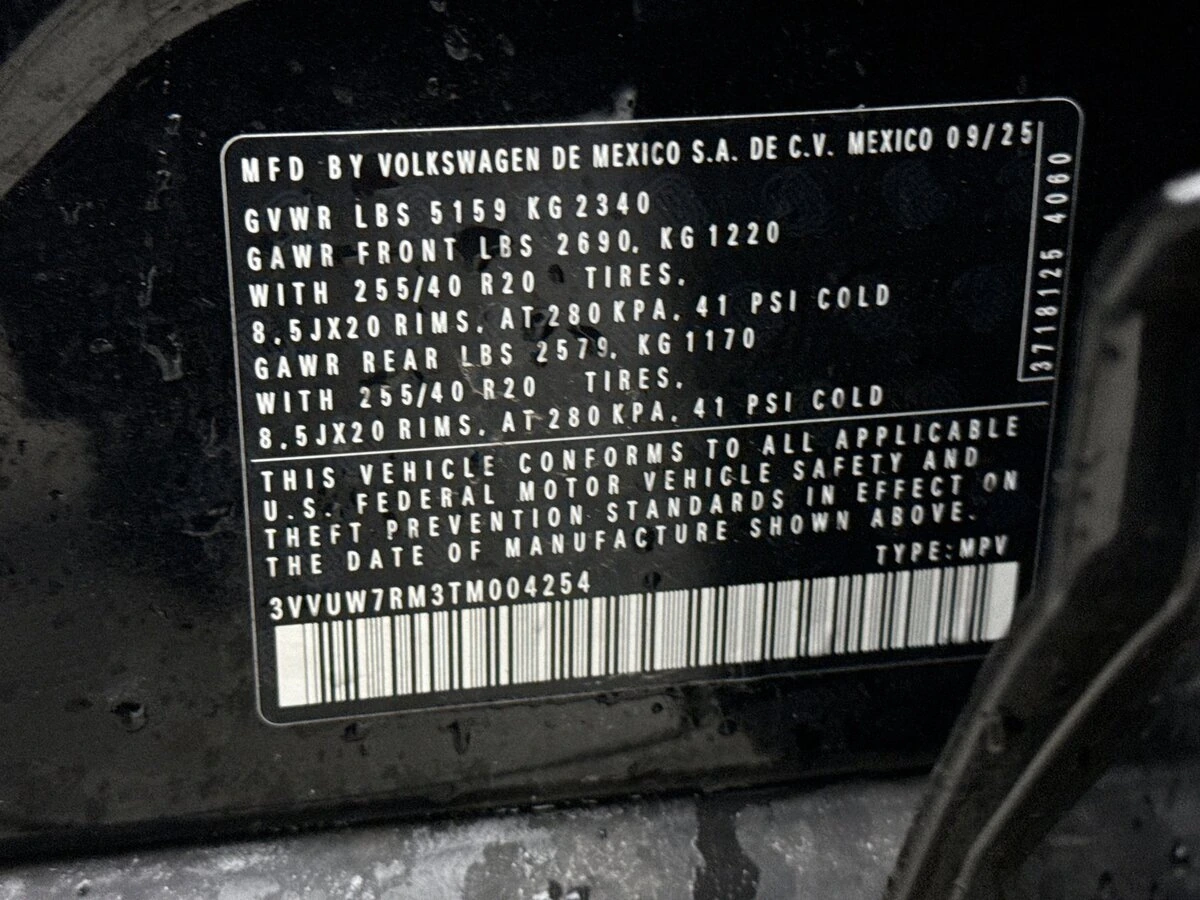 MFD BY VOLKSWAGEN DE MEXICO S.A. DE C.V. MEXICO 09/25
GVWR LBS 5159 KG 2340
GAWR FRONT LBS 2690, KG 1220
WITH 255/40 R20 TIRES,
8.5JX20 RIMS, AT 280 KPA, 41 PSI COLD
GAWR REAR LBS 2579, KG 1170
WITH 255/40 R20 TIRES,
8.5JX20 RIMS, AT 280 KPA, 41 PSI COLD
3718125 4060
THIS VEHICLE CONFORMS TO ALL APPLICABLE
U.S. FEDERAL MOTOR VEHICLE SAFETY AND
THEFT PREVENTION STANDARDS IN EFFECT ON
THE DATE OF MANUFACTURE SHOWN ABOVE.
TYPE:MPV
3VVUW7RM3TM004254